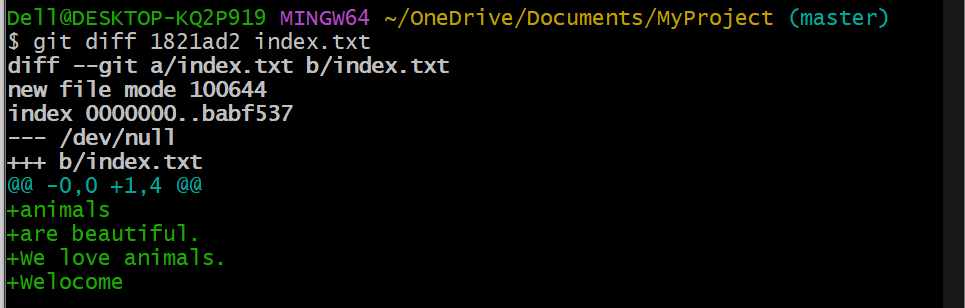 Dell@DESKTOP-KQ2P919 MINGW64 ~/OneDrive/Documents/MyProject (master)
$ git diff 1821ad2 index.txt
diff --git a/index.txt b/index.txt
new file mode 100644
index 0000000..babf537
--- /dev/null
+++ b/index.txt
@@ -0,0 +1,4 @@
+animals
+are beautiful.
+We love animals.
+Welocome